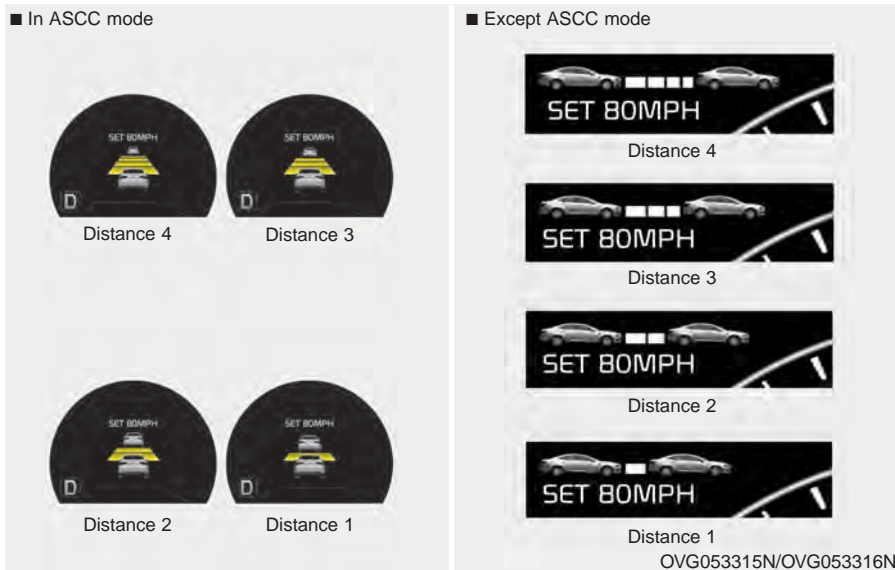 ■ In ASCC mode
SET 80MPH
D
Distance 4
SET 80MPH
D
Distance 3
SET 80MPH
D
Distance 2
SET 80MPH
D
Distance 1
■ Except ASCC mode
SET 80MPH
Distance 4
SET 80MPH
Distance 3
SET 80MPH
Distance 2
SET 80MPH
Distance 1
OVG053315N/OVG053316N